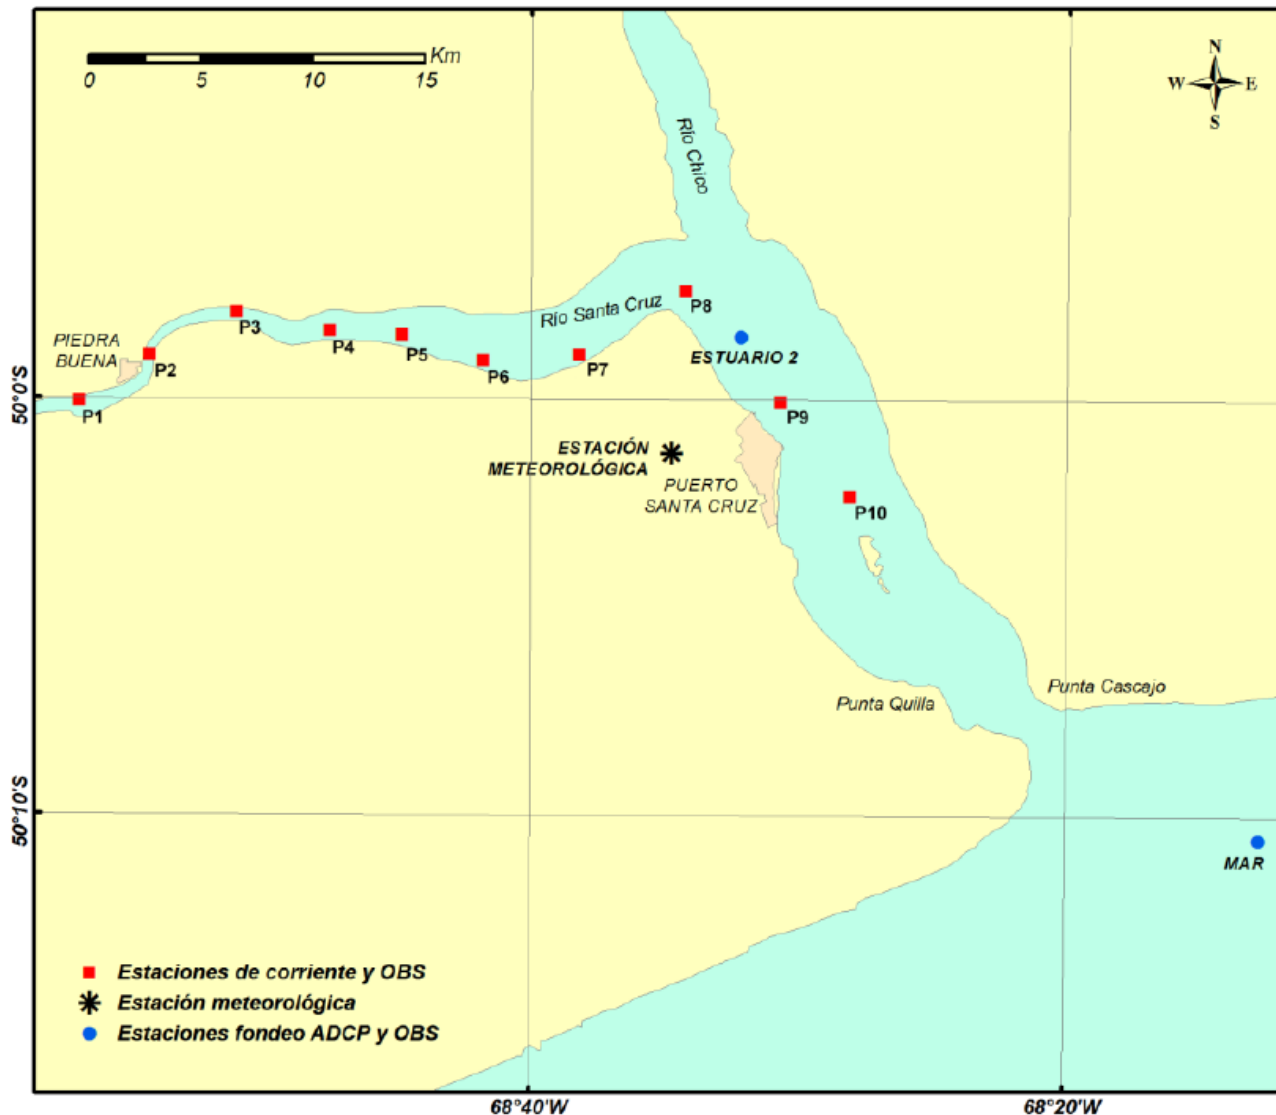 Km
0 5 10 15
N
W E
S
Río Chico
Río Santa Cruz
P8
P3
P4
P5
PIEDRA
BUENA
P2
P6
P7
ESTUARIO 2
50°0'S
P1
P9
ESTACIÓN
METEOROLÓGICA
PUERTO
SANTA CRUZ
P10
Punta Cascajo
Punta Quilla
50°10'S
MAR
Estaciones de corriente y OBS
Estación meteorológica
Estaciones fondeo ADCP y OBS
68°40'W
68°20'W